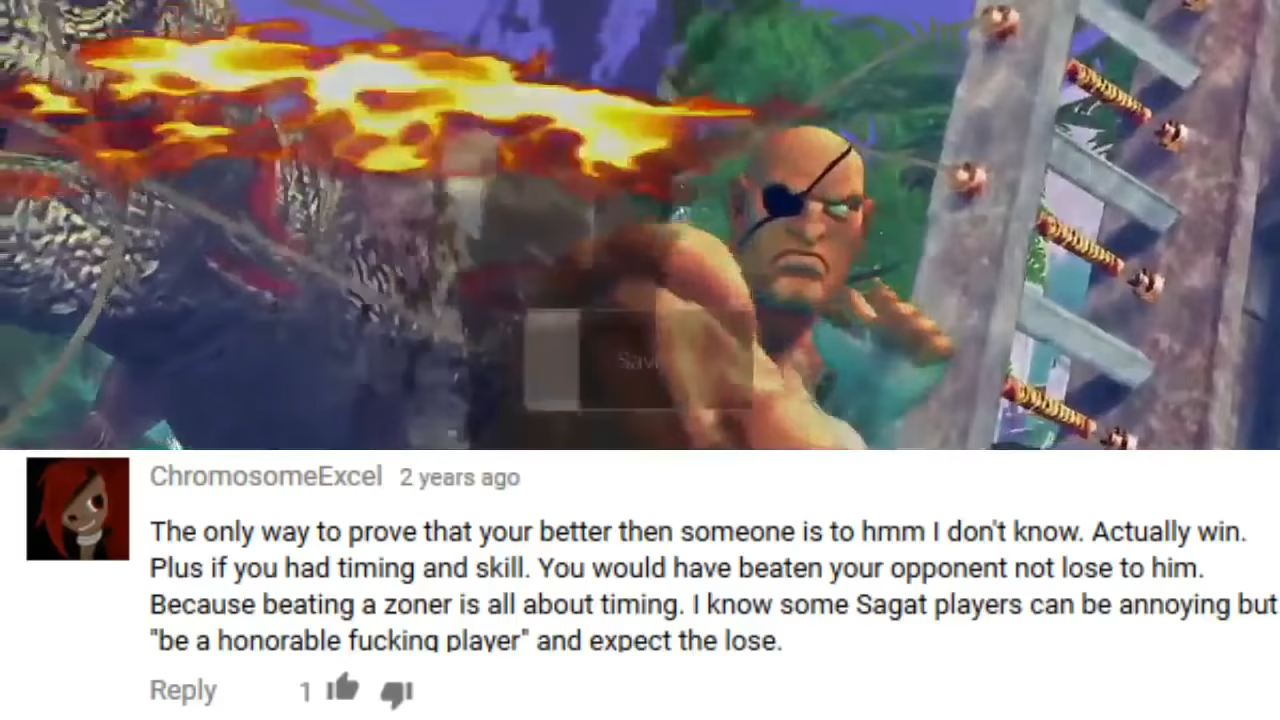 Save
ChromosomeExcel 2 years ago
The only way to prove that your better then someone is to hmm I don't know. Actually win.
Plus if you had timing and skill. You would have beaten your opponent not lose to him.
Because beating a zoner is all about timing. I know some Sagat players can be annoying but
"be a honorable fucking player" and expect the lose.
Reply 1